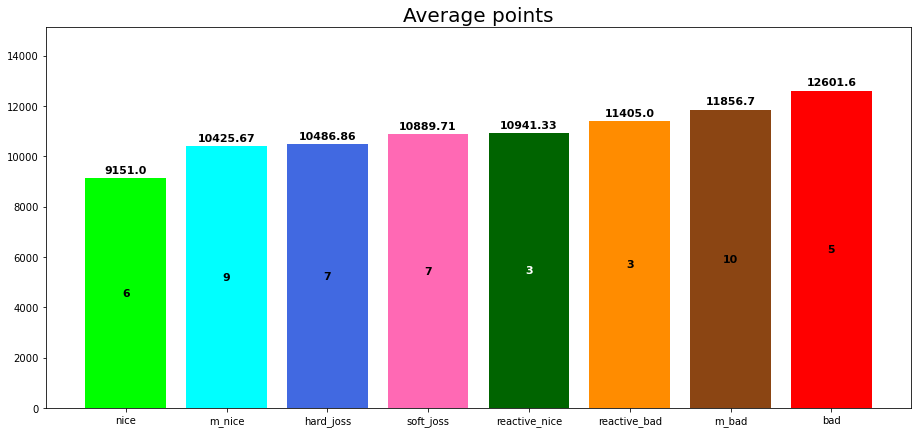 Average points
14000
12000
10000
8000
6000
4000
2000
0
9151.0
10425.67
10486.86
10889.71
10941.33
11405.0
11856.7
12601.6
6
9
7
7
3
3
10
5
nice
m_nice
hard_joss
soft_joss
reactive_nice
reactive_bad
m_bad
bad